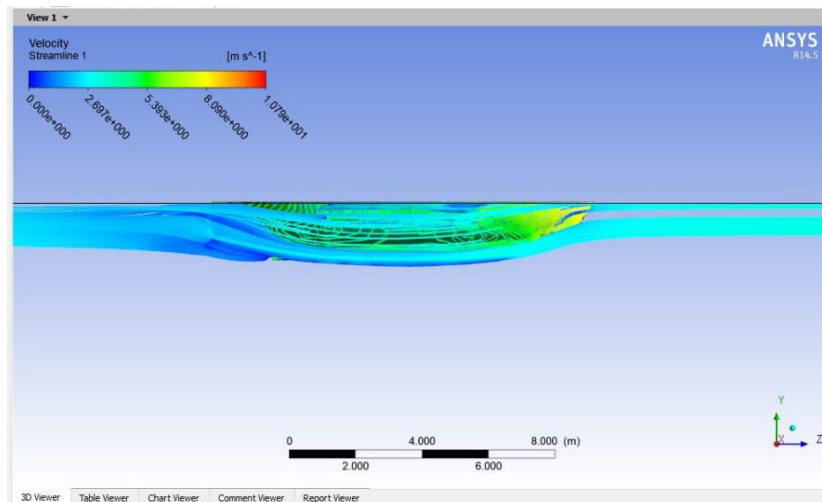 View 1
Velocity
Streamline 1
[m s^-1]
0.000e+000
2.697e+000
5.393e+000
8.090e+000
1.079e+001
ANSYS
R14.5
Y
X
Z
0 4.000 8.000 (m)
2.000 6.000
3D Viewer Table Viewer Chart Viewer Comment Viewer Report Viewer